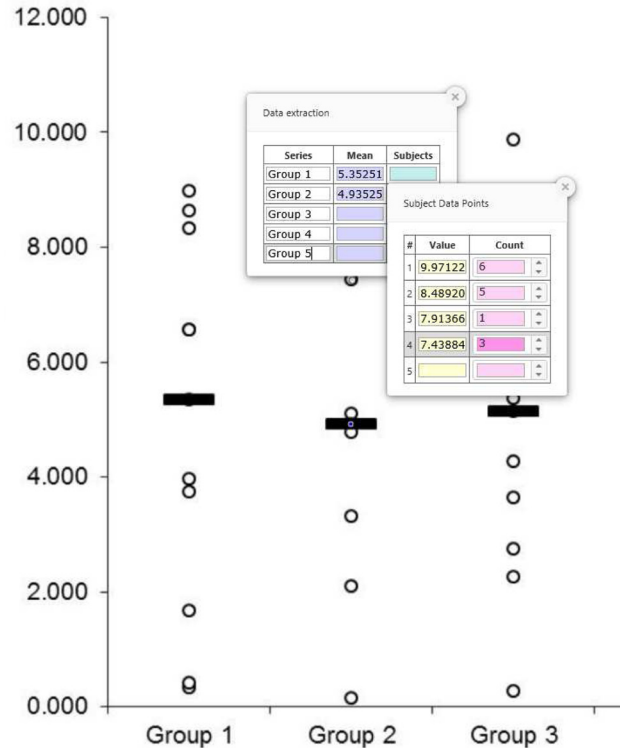 12.000
10.000
8.000
6.000
4.000
2.000
0.000
Group 1 Group 2 Group 3
Data extraction
Series Mean Subjects
Group 1 5.35251
Group 2 4.93525
Group 3
Group 4
Group 5
Subject Data Points
# Value Count
1 9.97122 6
2 8.48920 5
3 7.91366 1
4 7.43884 3
5